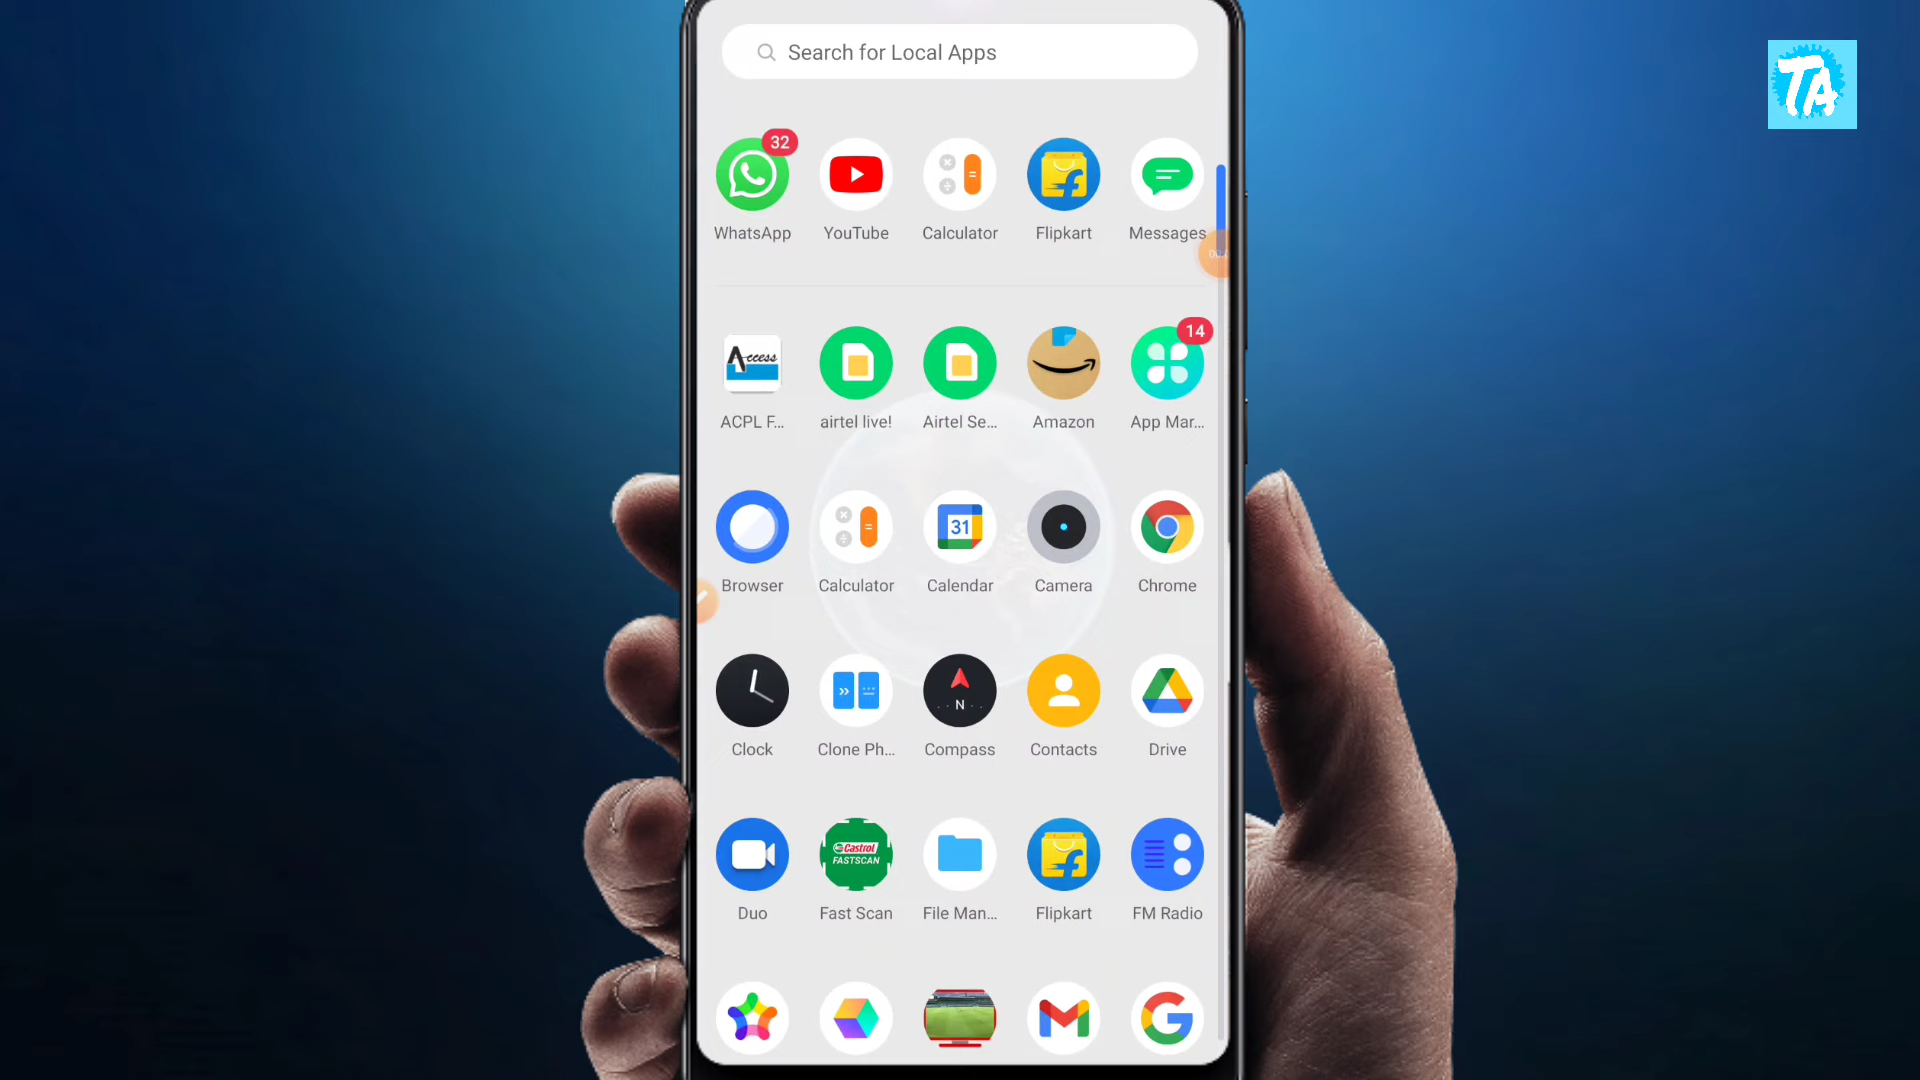 Search for Local Apps
TA
32
WhatsApp YouTube Calculator Flipkart Messages
14
Access
ACPL F... airtel live! Airtel Se... Amazon App Mar...
31
Browser Calculator Calendar Camera Chrome
N
Clock Clone Ph... Compass Contacts Drive
Castrol
FASTSCAN
Duo Fast Scan File Man... Flipkart FM Radio